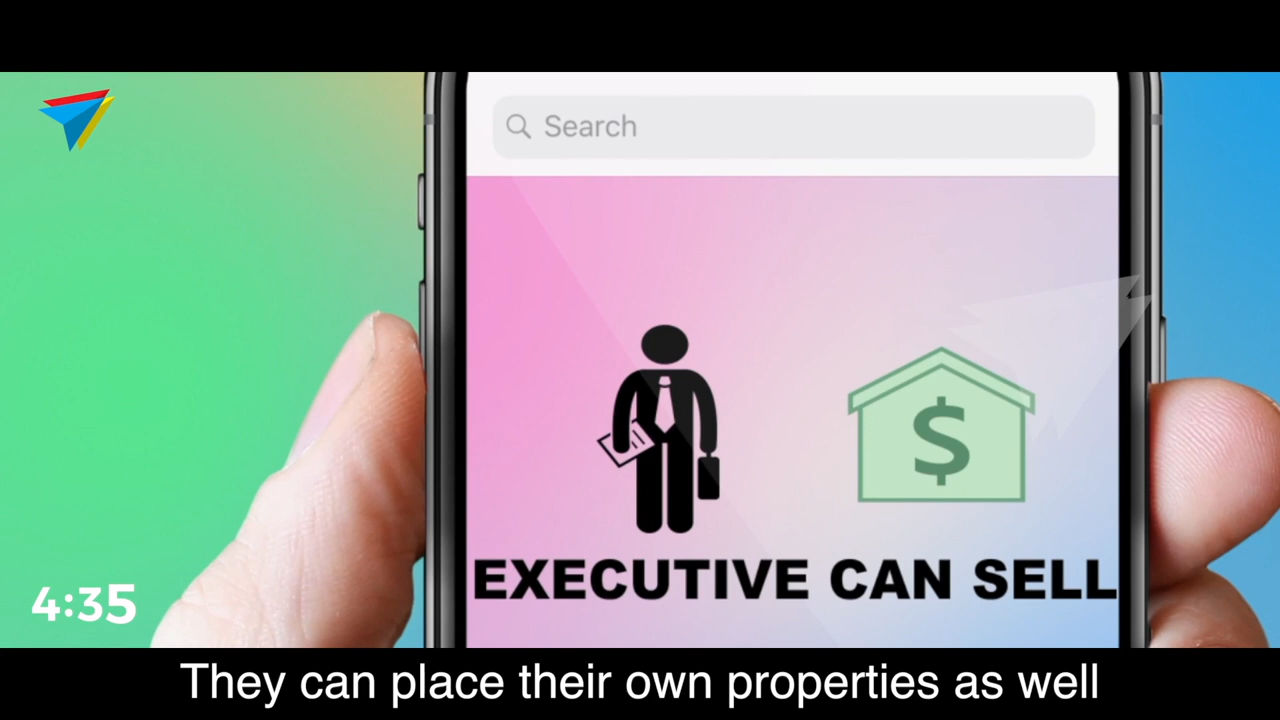 Search
$
EXECUTIVE CAN SELL
4:35
They can place their own properties as well